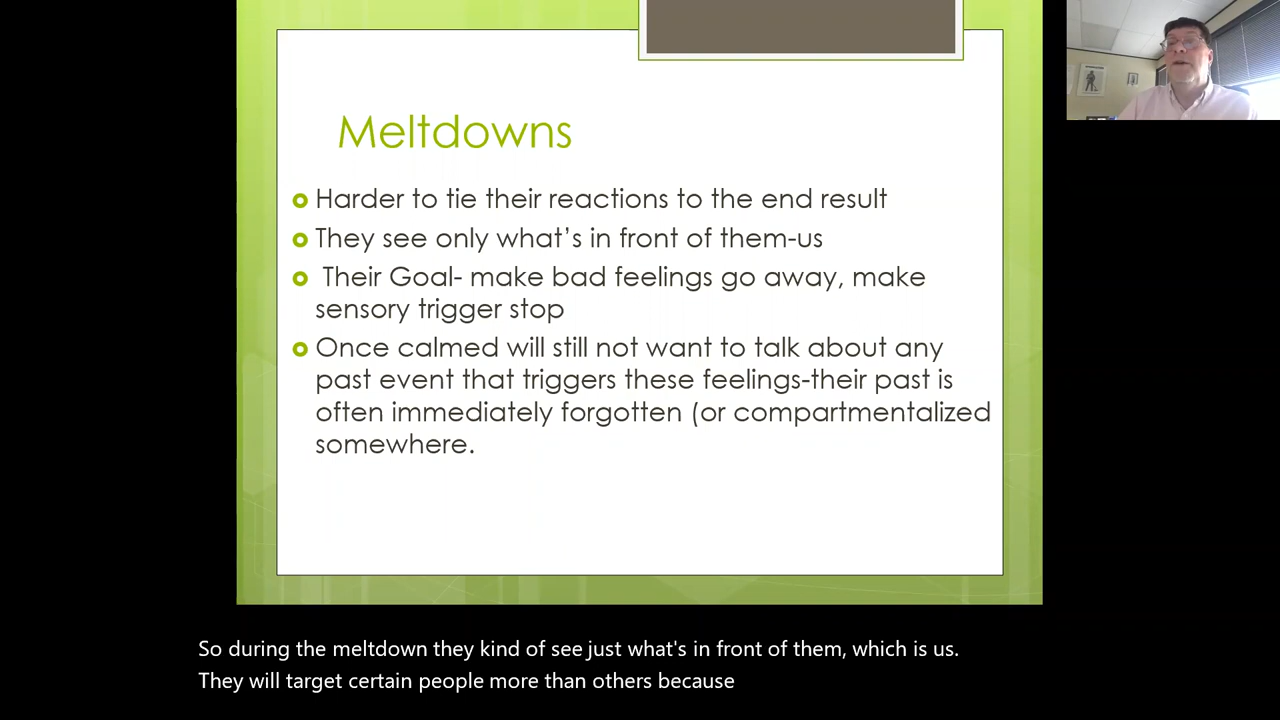 Meltdowns
Harder to tie their reactions to the end result
They see only what's in front of them-us
Their Goal- make bad feelings go away, make
sensory trigger stop
Once calmed will still not want to talk about any
past event that triggers these feelings-their past is
often immediately forgotten (or compartmentalized
somewhere.
So during the meltdown they kind of see just what's in front of them, which is us.
They will target certain people more than others because